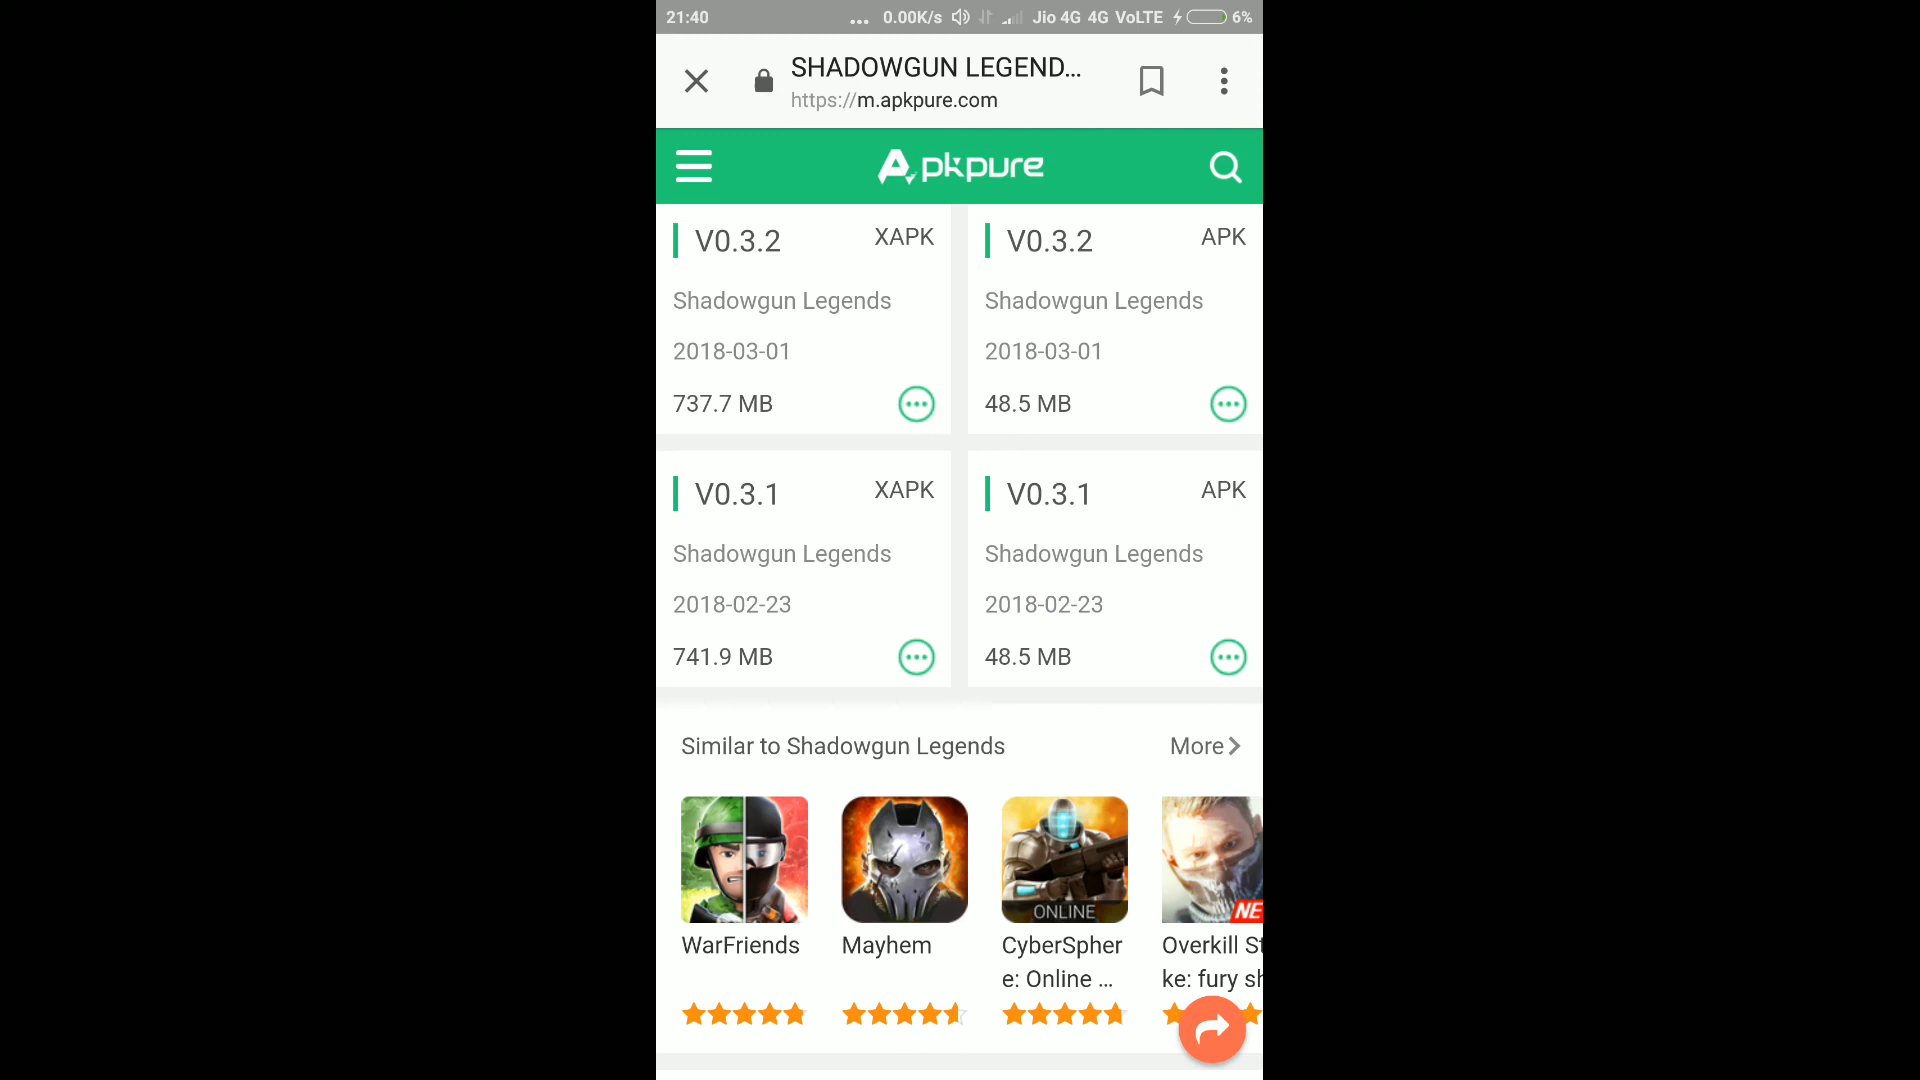 21:40 ... 0.00K/s Jio 4G 4G VoLTE 6%
SHADOWGUN LEGEND...
https://m.apkpure.com
Apkpure
V0.3.2 XAPK
Shadowgun Legends
2018-03-01
737.7 MB
V0.3.2 APK
Shadowgun Legends
2018-03-01
48.5 MB
V0.3.1 XAPK
Shadowgun Legends
2018-02-23
741.9 MB
V0.3.1 APK
Shadowgun Legends
2018-02-23
48.5 MB
Similar to Shadowgun Legends More
ONLINE
NE
WarFriends
Mayhem
CyberSpher
e: Online ...
Overkill St
ke: fury sh